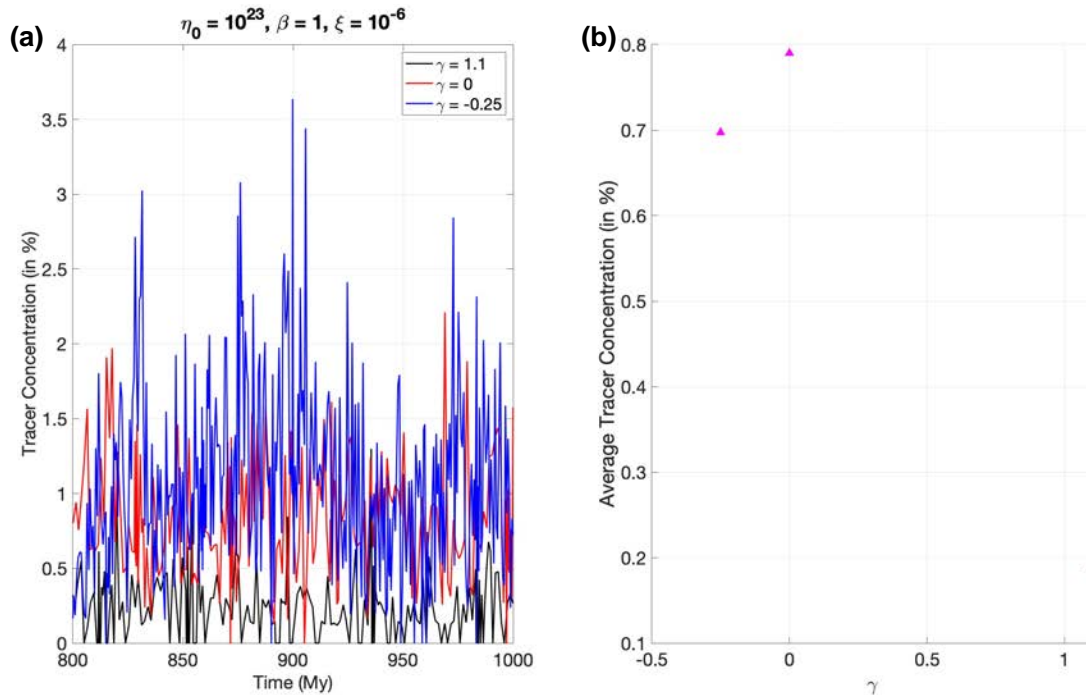 (a)
η₀ = 10²³, β = 1, ξ = 10⁻⁶
4
3.5
3
2.5
2
1.5
1
0.5
0
Tracer Concentration (in %)
γ = 1.1
γ = 0
γ = -0.25
800
850
900
950
1000
Time (My)
(b)
0.8
0.7
0.6
0.5
0.4
0.3
0.2
0.1
Average Tracer Concentration (in %)
-0.5
0
0.5
1
γ